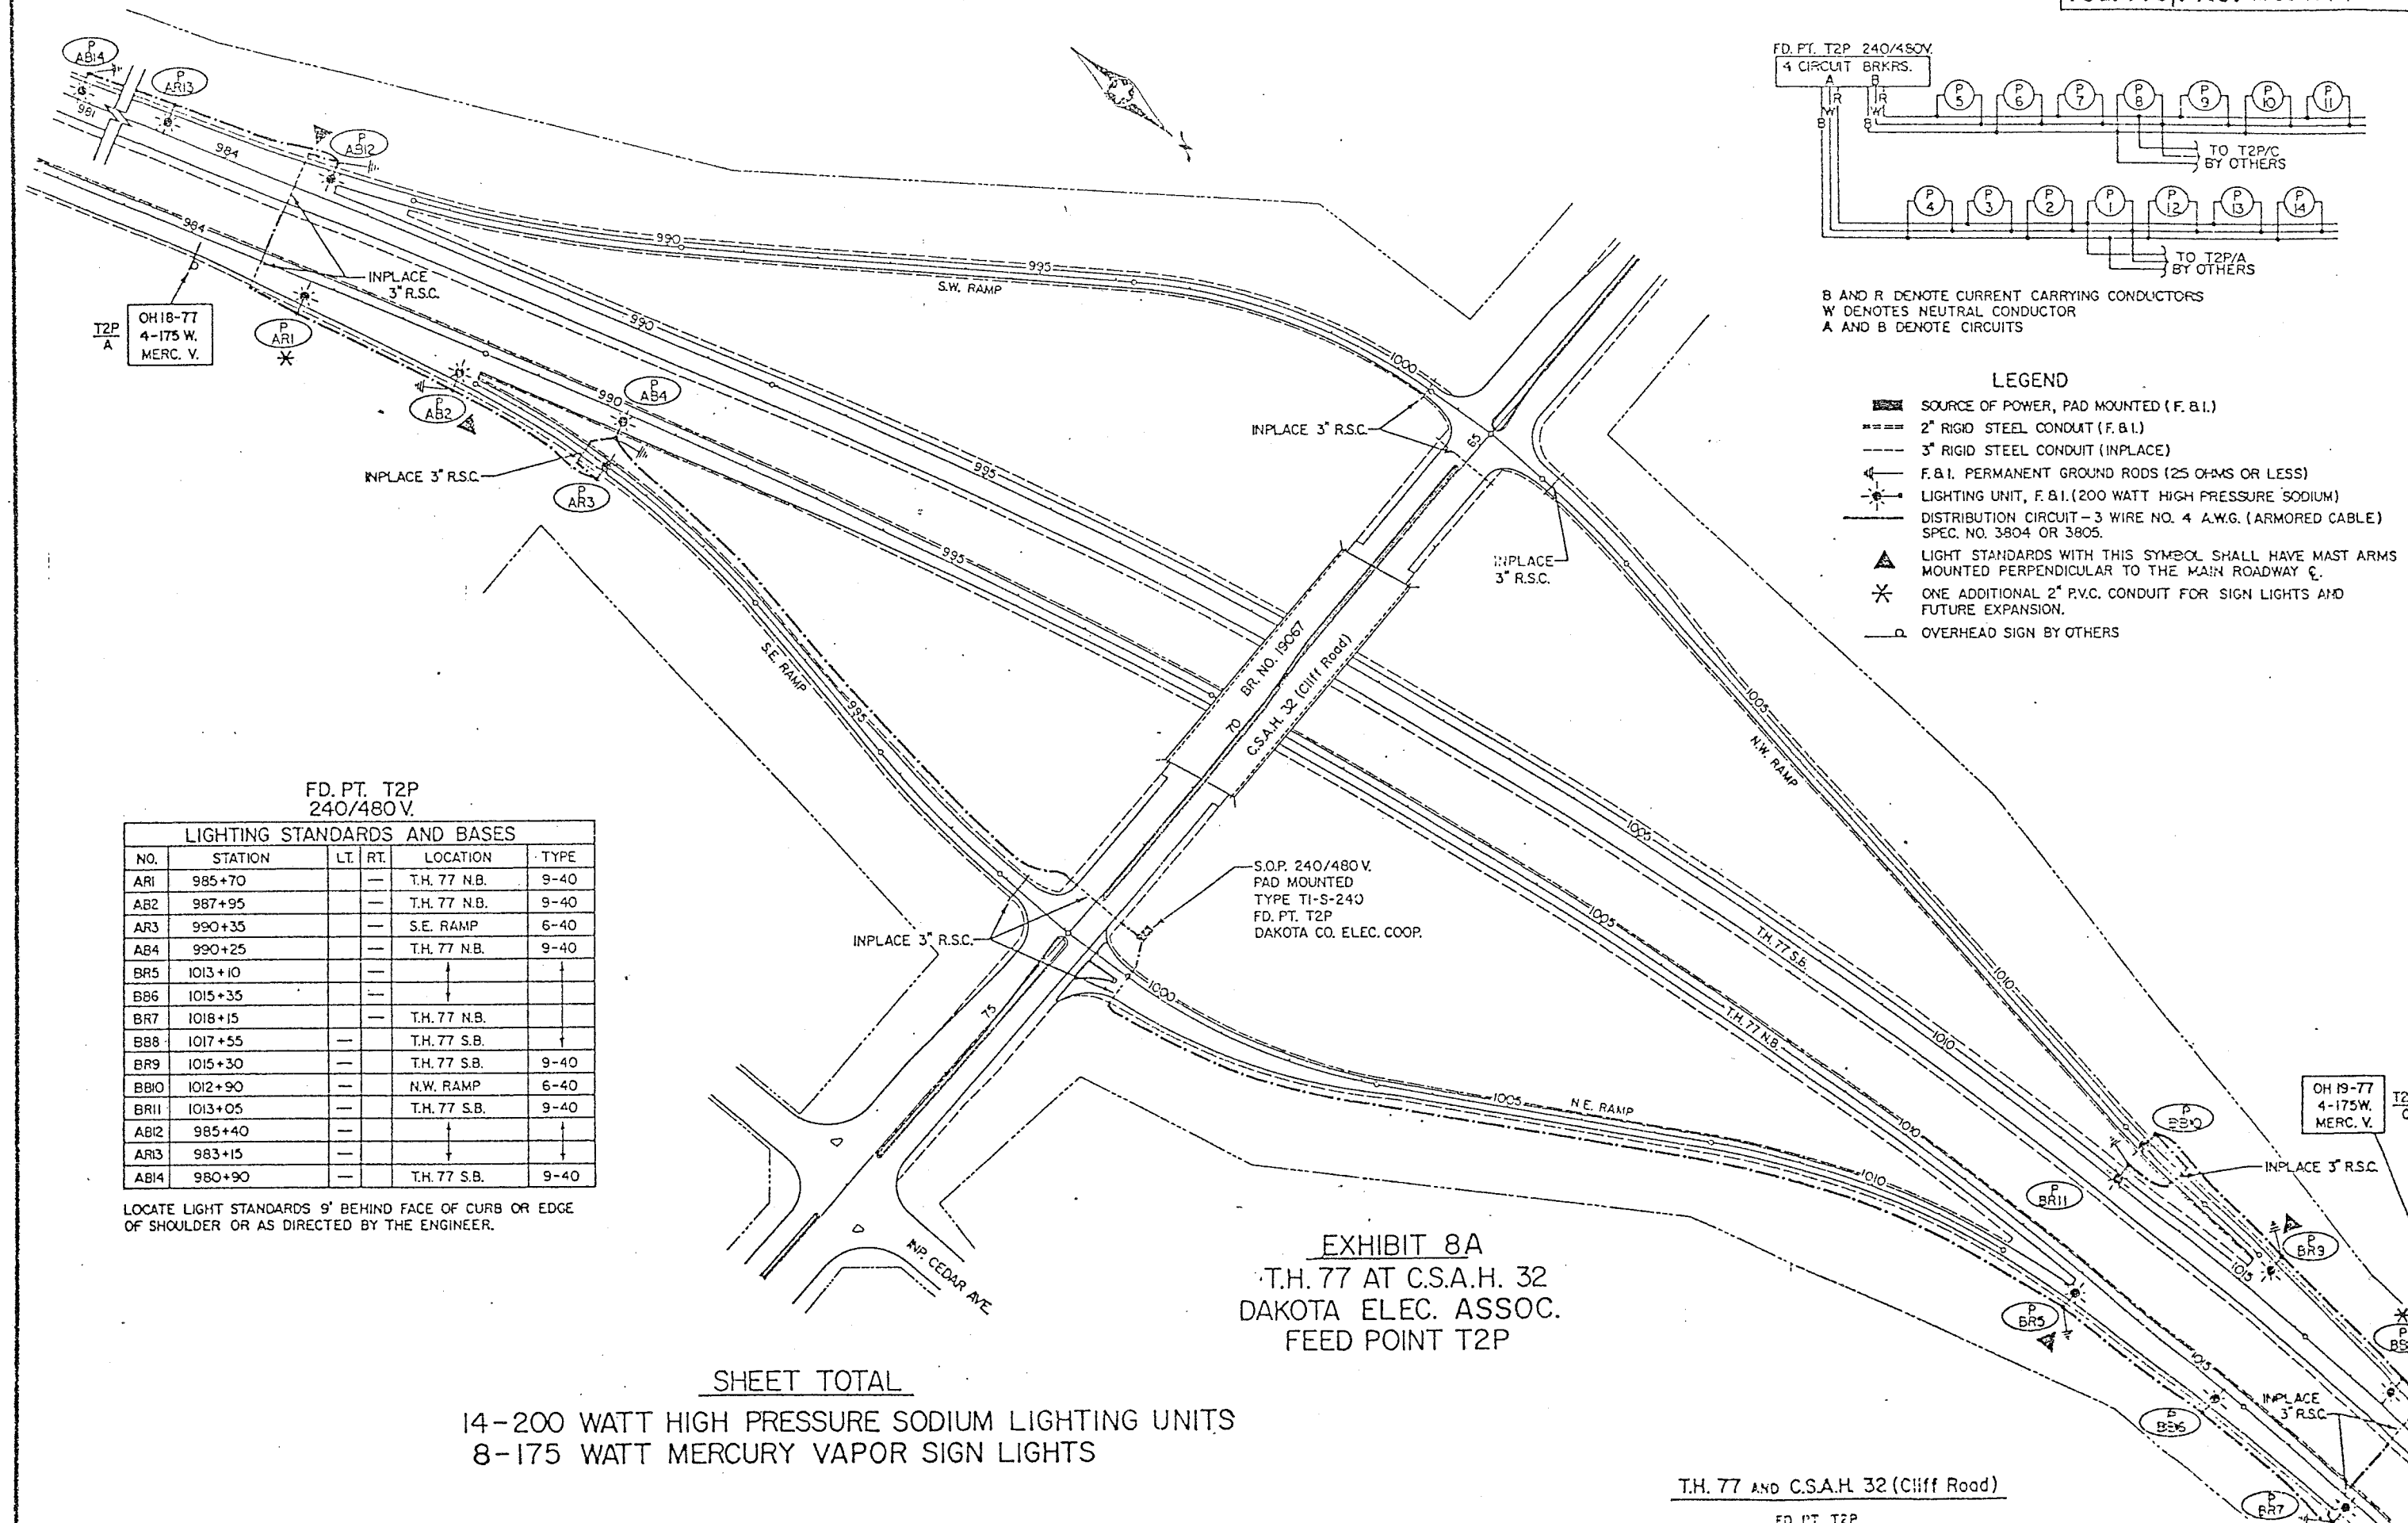 FD. PT. T2P 240/480V.
4 CIRCUIT BRKRS.
A B
R R
W W
B B
P 5
P 6
P 7
P 8
P 9
P 10
P 11
TO T2P/C
BY OTHERS
P 4
P 3
P 2
P 1
P 12
P 13
P 14
TO T2P/A
BY OTHERS
B AND R DENOTE CURRENT CARRYING CONDUCTORS
W DENOTES NEUTRAL CONDUCTOR
A AND B DENOTE CIRCUITS
LEGEND
SOURCE OF POWER, PAD MOUNTED (F. & I.)
2" RIGID STEEL CONDUIT (F. & I.)
3" RIGID STEEL CONDUIT (INPLACE)
F. & I. PERMANENT GROUND RODS (25 OHMS OR LESS)
LIGHTING UNIT, F. & I. (200 WATT HIGH PRESSURE SODIUM)
DISTRIBUTION CIRCUIT - 3 WIRE NO. 4 A.W.G. (ARMORED CABLE)
SPEC. NO. 3804 OR 3805.
LIGHT STANDARDS WITH THIS SYMBOL SHALL HAVE MAST ARMS
MOUNTED PERPENDICULAR TO THE MAIN ROADWAY ℄.
ONE ADDITIONAL 2" P.V.C. CONDUIT FOR SIGN LIGHTS AND
FUTURE EXPANSION.
OVERHEAD SIGN BY OTHERS
P AB14
P AR13
P AB12
981
984
984
INPLACE
3" R.S.C.
T2P
A
OH 18-77
4-175 W.
MERC. V.
P AR1
P AB2
P AB4
P AR3
INPLACE 3" R.S.C.
990
995
S.W. RAMP
990
990
995
995
1000
INPLACE 3" R.S.C.
65
INPLACE
3" R.S.C.
S.E. RAMP
995
BR. NO. 19067
70
C.S.A.H. 32 (Cliff Road)
1005
N.W. RAMP
1010
1005
1005
T.H. 77 S.B.
T.H. 77 N.B.
1010
1010
S.O.P. 240/480 V.
PAD MOUNTED
TYPE T1-S-240
FD. PT. T2P
DAKOTA CO. ELEC. COOP.
INPLACE 3" R.S.C.
75
1000
1005
N.E. RAMP
1010
1015
1015
INP. CEDAR AVE.
OH 19-77
4-175W.
MERC. V.
P BB10
INPLACE 3" R.S.C.
P BR11
P BR9
P BR5
P BB6
INPLACE
3" R.S.C.
P BR7
FD. PT. T2P
240/480 V.
LIGHTING STANDARDS AND BASES
NO. STATION LT. RT. LOCATION TYPE
AR1 985+70 — T.H. 77 N.B. 9-40
AB2 987+95 — T.H. 77 N.B. 9-40
AR3 990+35 — S.E. RAMP 6-40
AB4 990+25 — T.H. 77 N.B. 9-40
BR5 1013+10 —
BB6 1015+35 —
BR7 1018+15 — T.H. 77 N.B.
BB8 1017+55 — T.H. 77 S.B.
BR9 1015+30 — T.H. 77 S.B. 9-40
BB10 1012+90 — N.W. RAMP 6-40
BR11 1013+05 — T.H. 77 S.B. 9-40
AB12 985+40 —
AR13 983+15 —
AB14 980+90 — T.H. 77 S.B. 9-40
LOCATE LIGHT STANDARDS 9' BEHIND FACE OF CURB OR EDGE
OF SHOULDER OR AS DIRECTED BY THE ENGINEER.
EXHIBIT 8A
T.H. 77 AT C.S.A.H. 32
DAKOTA ELEC. ASSOC.
FEED POINT T2P
SHEET TOTAL
14-200 WATT HIGH PRESSURE SODIUM LIGHTING UNITS
8-175 WATT MERCURY VAPOR SIGN LIGHTS
T.H. 77 AND C.S.A.H. 32 (Cliff Road)
FD. PT. T2P